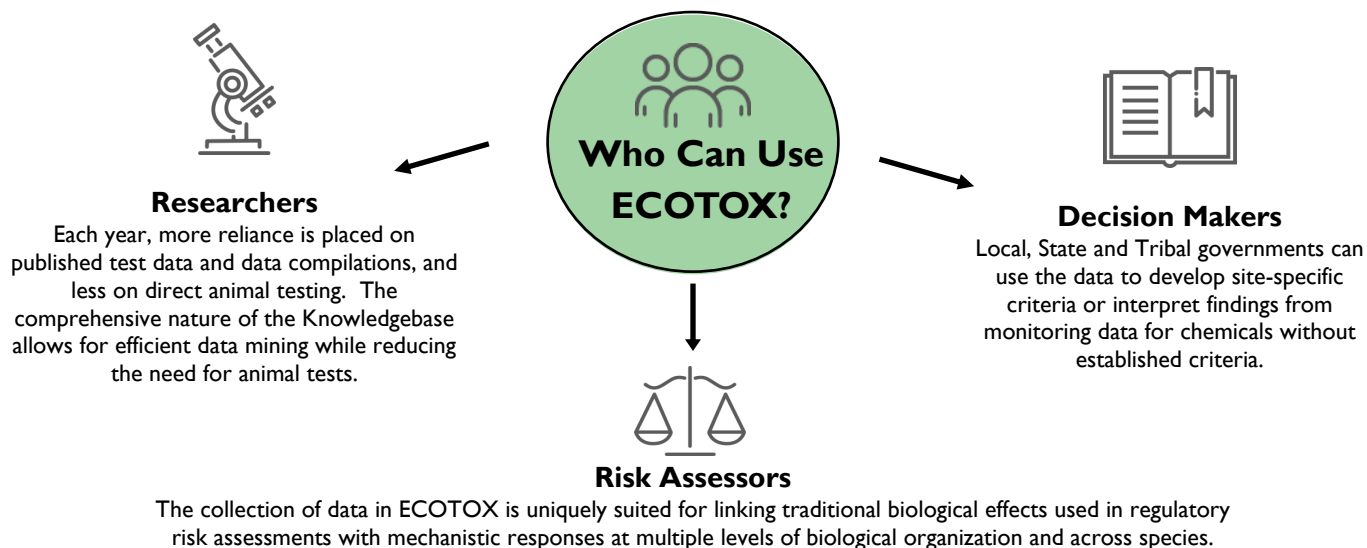 Who Can Use
ECOTOX?
Researchers
Each year, more reliance is placed on
published test data and data compilations, and
less on direct animal testing.  The
comprehensive nature of the Knowledgebase
allows for efficient data mining while reducing
the need for animal tests.
Decision Makers
Local, State and Tribal governments can
use the data to develop site-specific
criteria or interpret findings from
monitoring data for chemicals without
established criteria.
Risk Assessors
The collection of data in ECOTOX is uniquely suited for linking traditional biological effects used in regulatory
risk assessments with mechanistic responses at multiple levels of biological organization and across species.